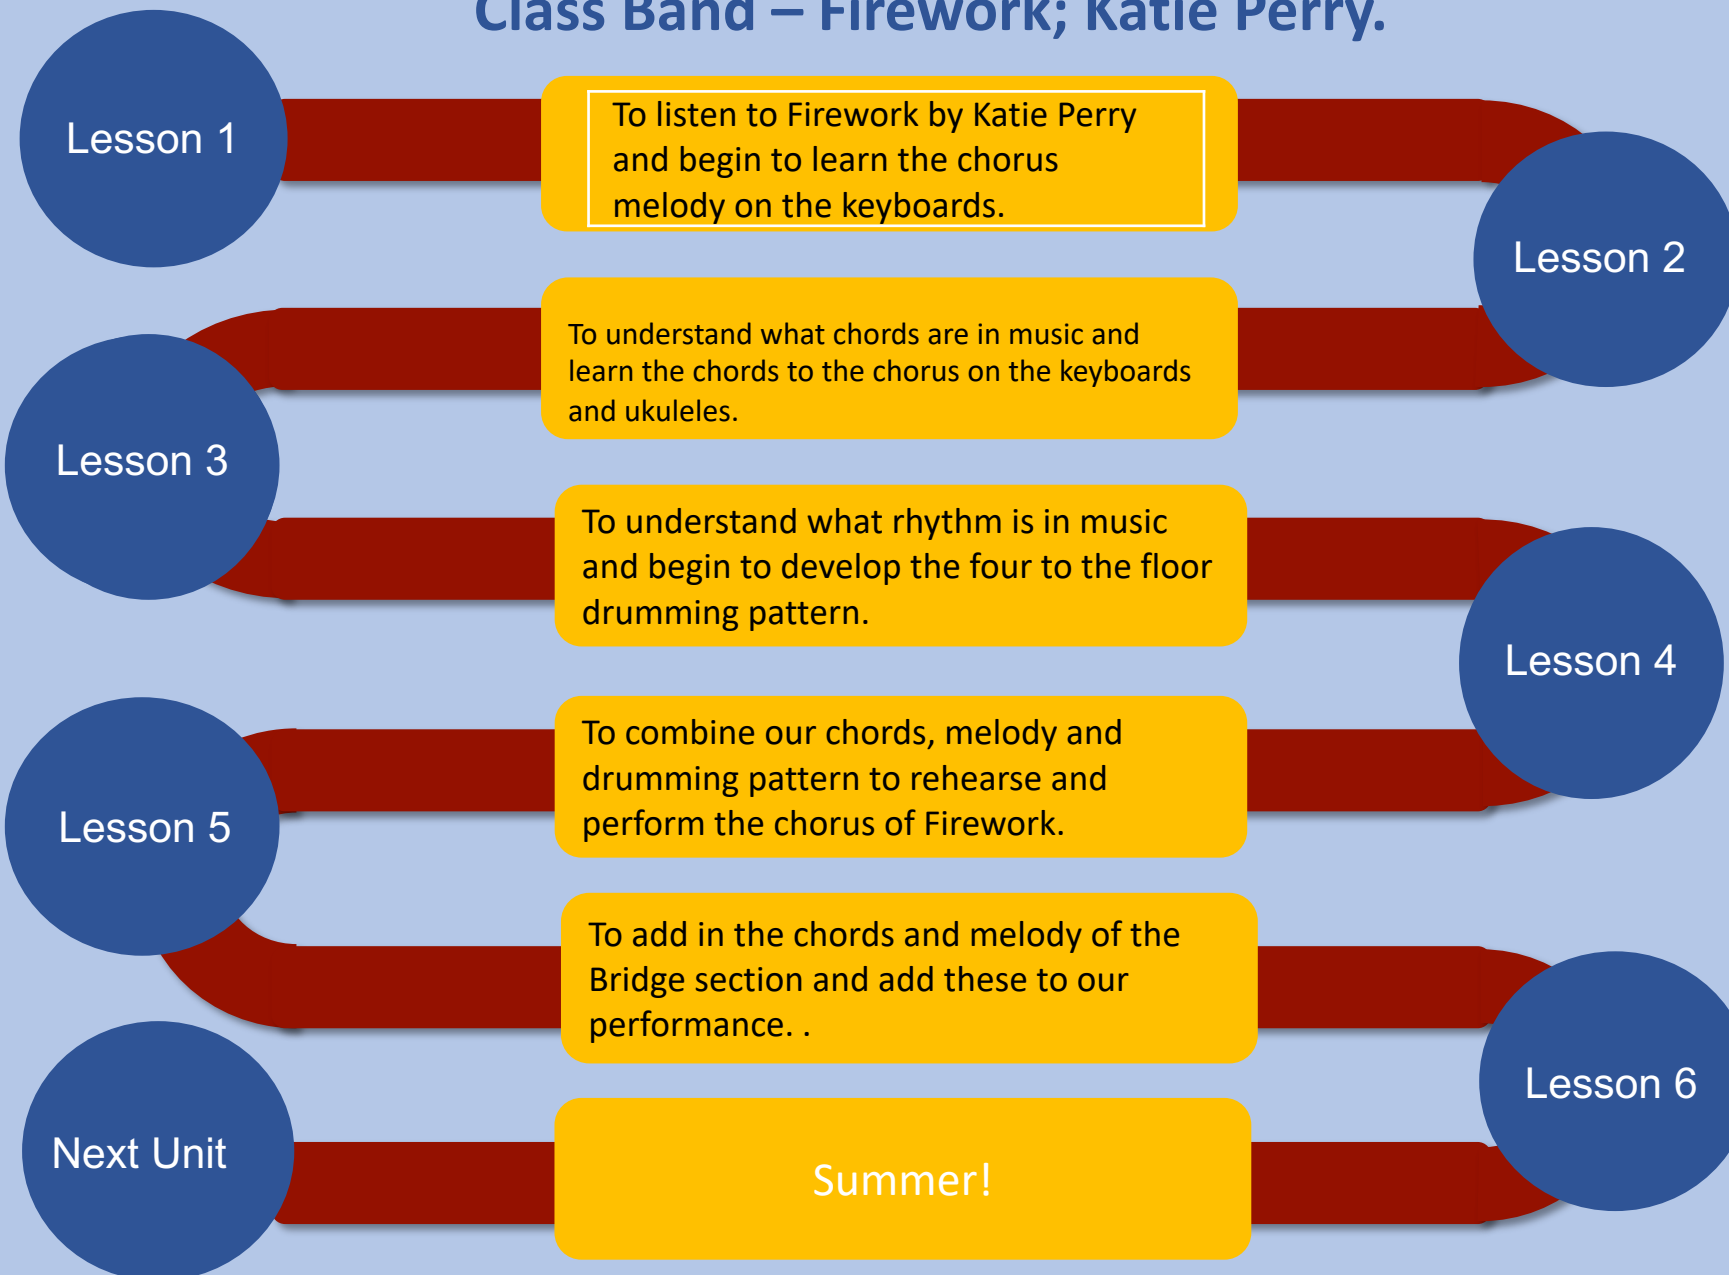 Class Band – Firework; Katie Perry.
Lesson 1
To listen to Firework by Katie Perry
and begin to learn the chorus
melody on the keyboards.
Lesson 2
To understand what chords are in music and
learn the chords to the chorus on the keyboards
and ukuleles.
Lesson 3
To understand what rhythm is in music
and begin to develop the four to the floor
drumming pattern.
Lesson 4
To combine our chords, melody and
drumming pattern to rehearse and
perform the chorus of Firework.
Lesson 5
To add in the chords and melody of the
Bridge section and add these to our
performance. .
Lesson 6
Summer!
Next Unit